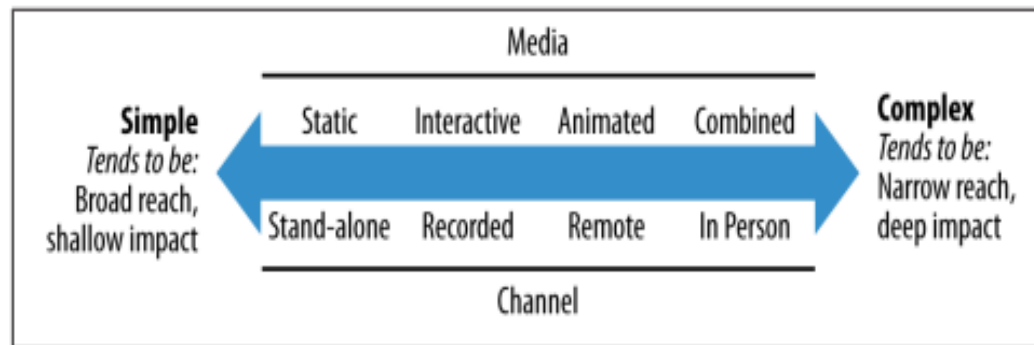 Media
Simple
Tends to be:
Broad reach,
shallow impact
Static Interactive Animated Combined
Stand-alone Recorded Remote In Person
Complex
Tends to be:
Narrow reach,
deep impact
Channel